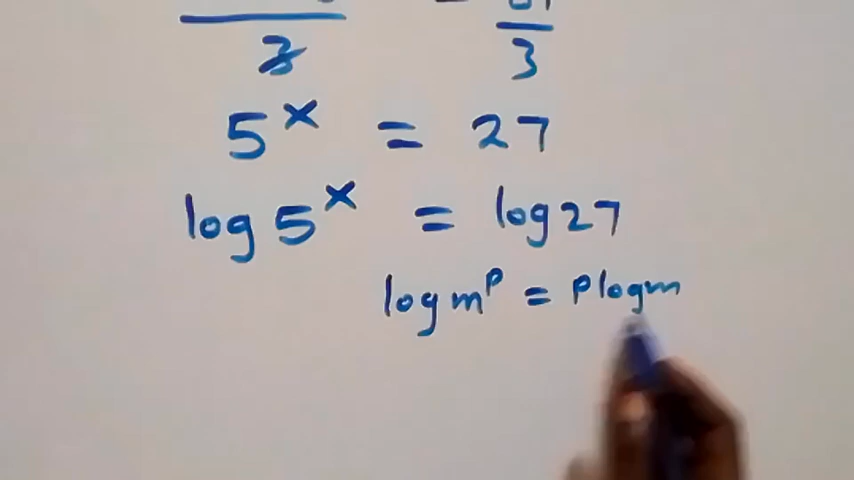 3 3
5^x = 27
log 5^x = log 27
log m^p = p log m